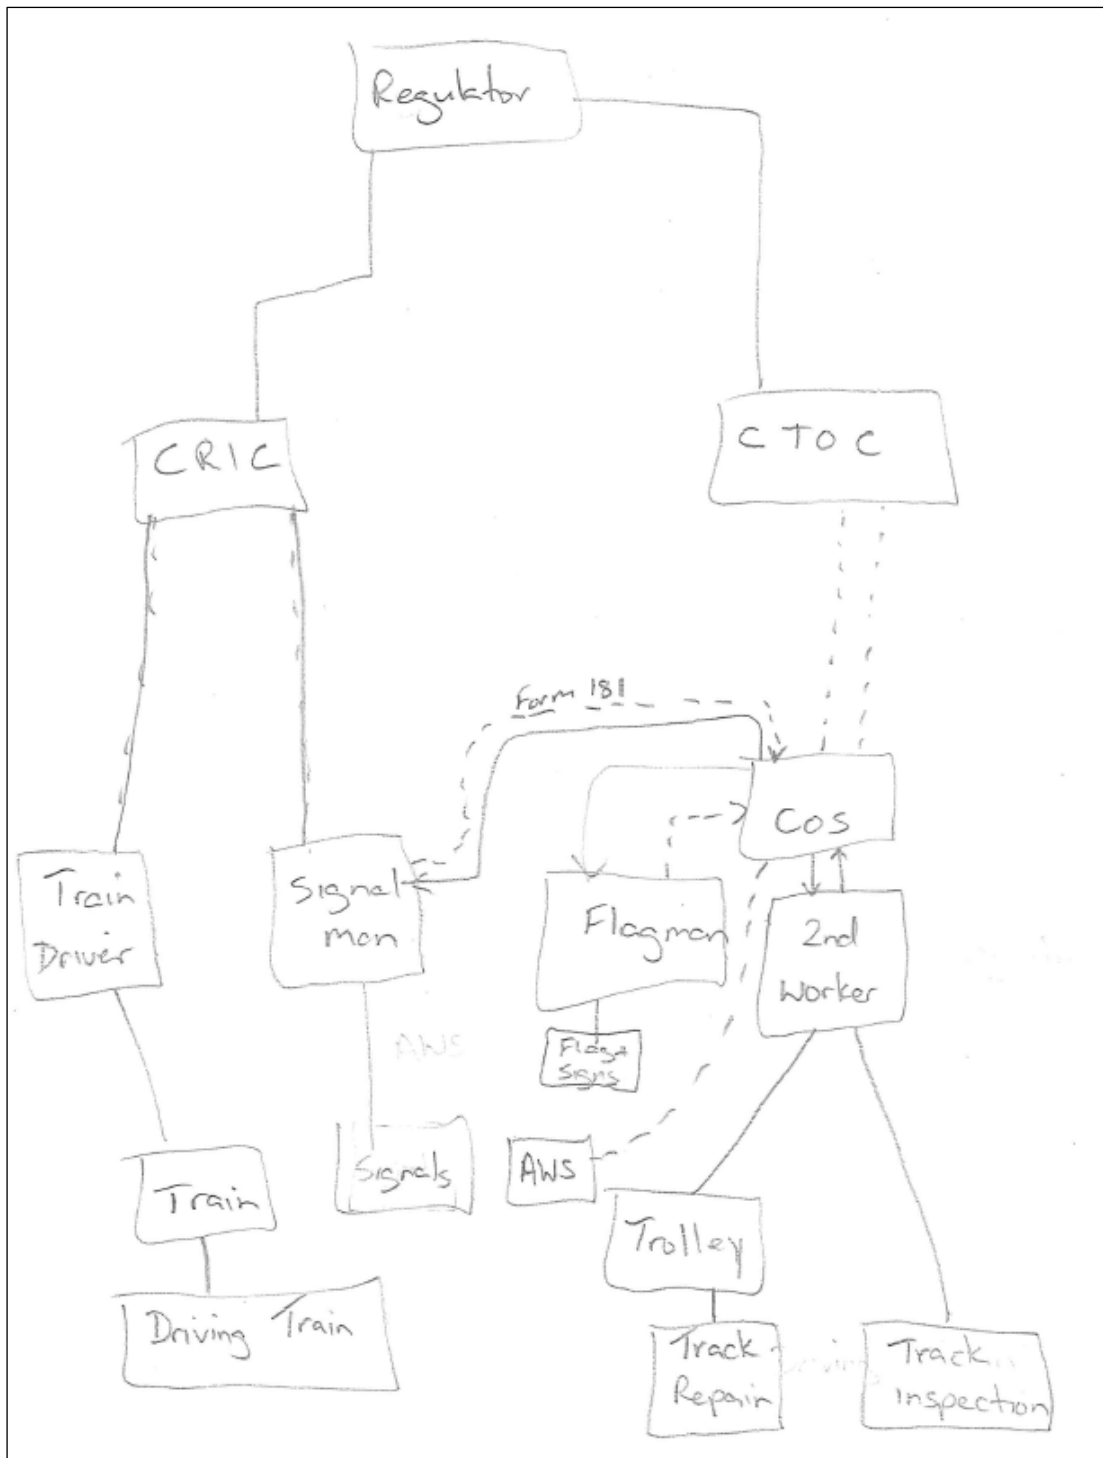 Regulator
CRIC
CTOC
Form 181
COS
Train
Driver
Signal
man
Flagman
2nd
Worker
Flags +
Signs
AWS
Signals
AWS
Train
Trolley
Driving Train
Track
Repair
Track
Inspection